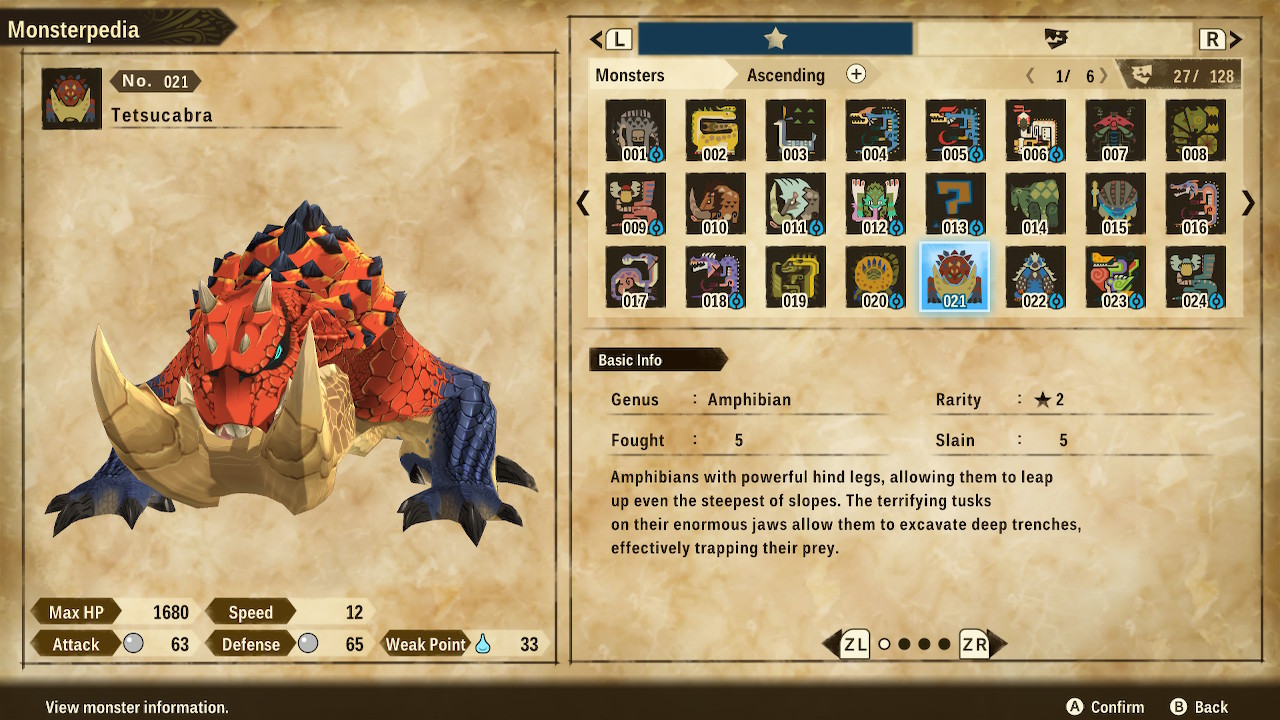 Monsterpedia
No. 021
Tetsucabra
L
R
Monsters
Ascending
1/ 6
27/ 128
001 002 003 004 005 006 007 008
009 010 011 012 013 014 015 016
017 018 019 020 021 022 023 024
Basic Info
Genus : Amphibian
Rarity : ★ 2
Fought : 5
Slain : 5
Amphibians with powerful hind legs, allowing them to leap
up even the steepest of slopes. The terrifying tusks
on their enormous jaws allow them to excavate deep trenches,
effectively trapping their prey.
Max HP 1680
Speed 12
Attack 63
Defense 65
Weak Point 33
ZL
ZR
View monster information.
A Confirm
B Back